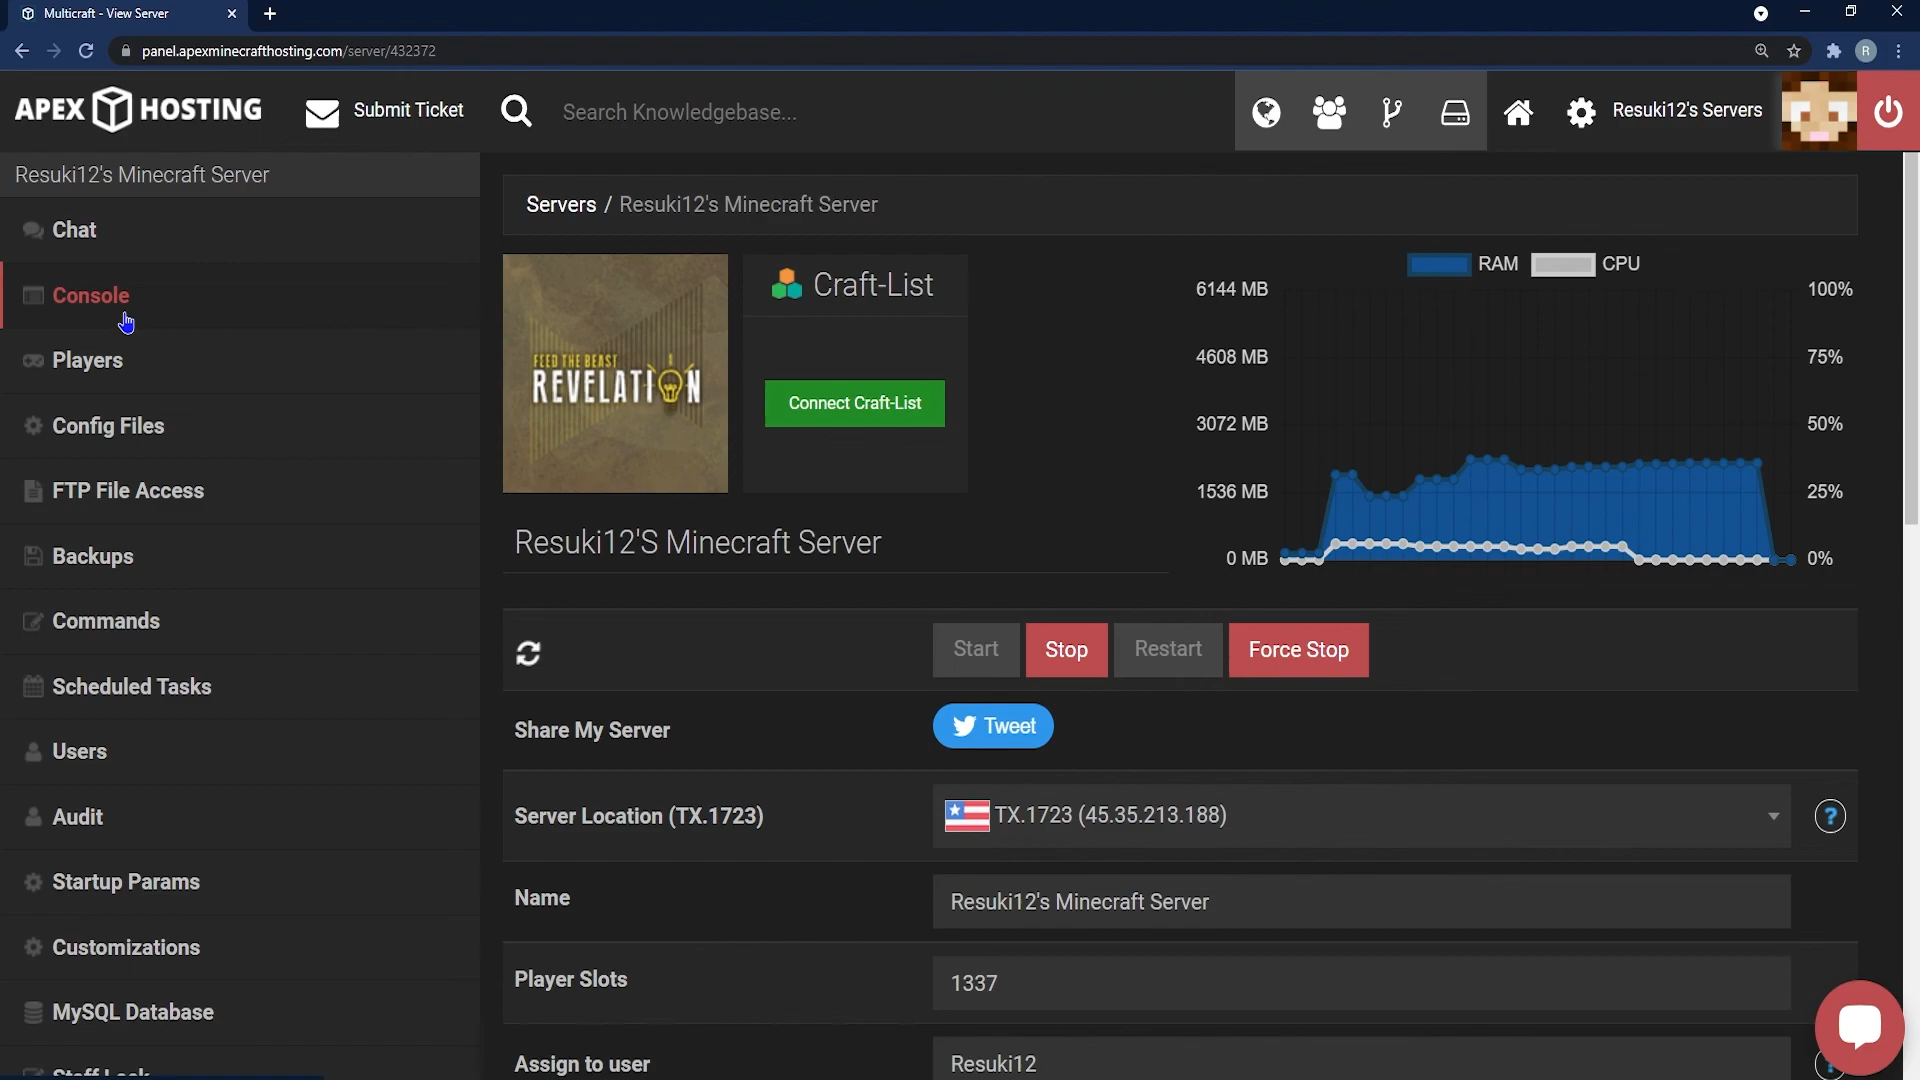 Multicraft - View Server
panel.apexminecrafthosting.com/server/432372
R
APEX HOSTING
Submit Ticket
Search Knowledgebase...
Resuki12's Servers
Resuki12's Minecraft Server
Chat
Console
Players
Config Files
FTP File Access
Backups
Commands
Scheduled Tasks
Users
Audit
Startup Params
Customizations
MySQL Database
Servers / Resuki12's Minecraft Server
FEED THE BEAST
REVELATION
Craft-List
Connect Craft-List
RAM CPU
6144 MB 100%
4608 MB 75%
3072 MB 50%
1536 MB 25%
0 MB 0%
Resuki12'S Minecraft Server
Start Stop Restart Force Stop
Share My Server Tweet
Server Location (TX.1723) TX.1723 (45.35.213.188) ?
Name Resuki12's Minecraft Server
Player Slots 1337
Assign to user Resuki12